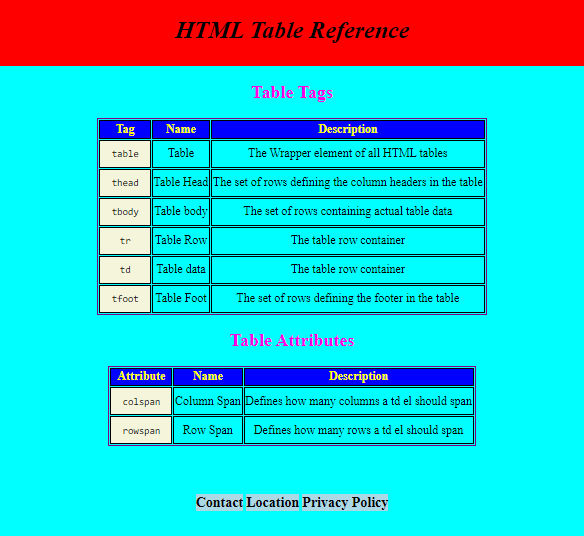 HTML Table Reference
Table Tags
Tag Name Description
table Table The Wrapper element of all HTML tables
thead Table Head The set of rows defining the column headers in the table
tbody Table body The set of rows containing actual table data
tr Table Row The table row container
td Table data The table row container
tfoot Table Foot The set of rows defining the footer in the table
Table Attributes
Attribute Name Description
colspan Column Span Defines how many columns a td el should span
rowspan Row Span Defines how many rows a td el should span
Contact Location Privacy Policy